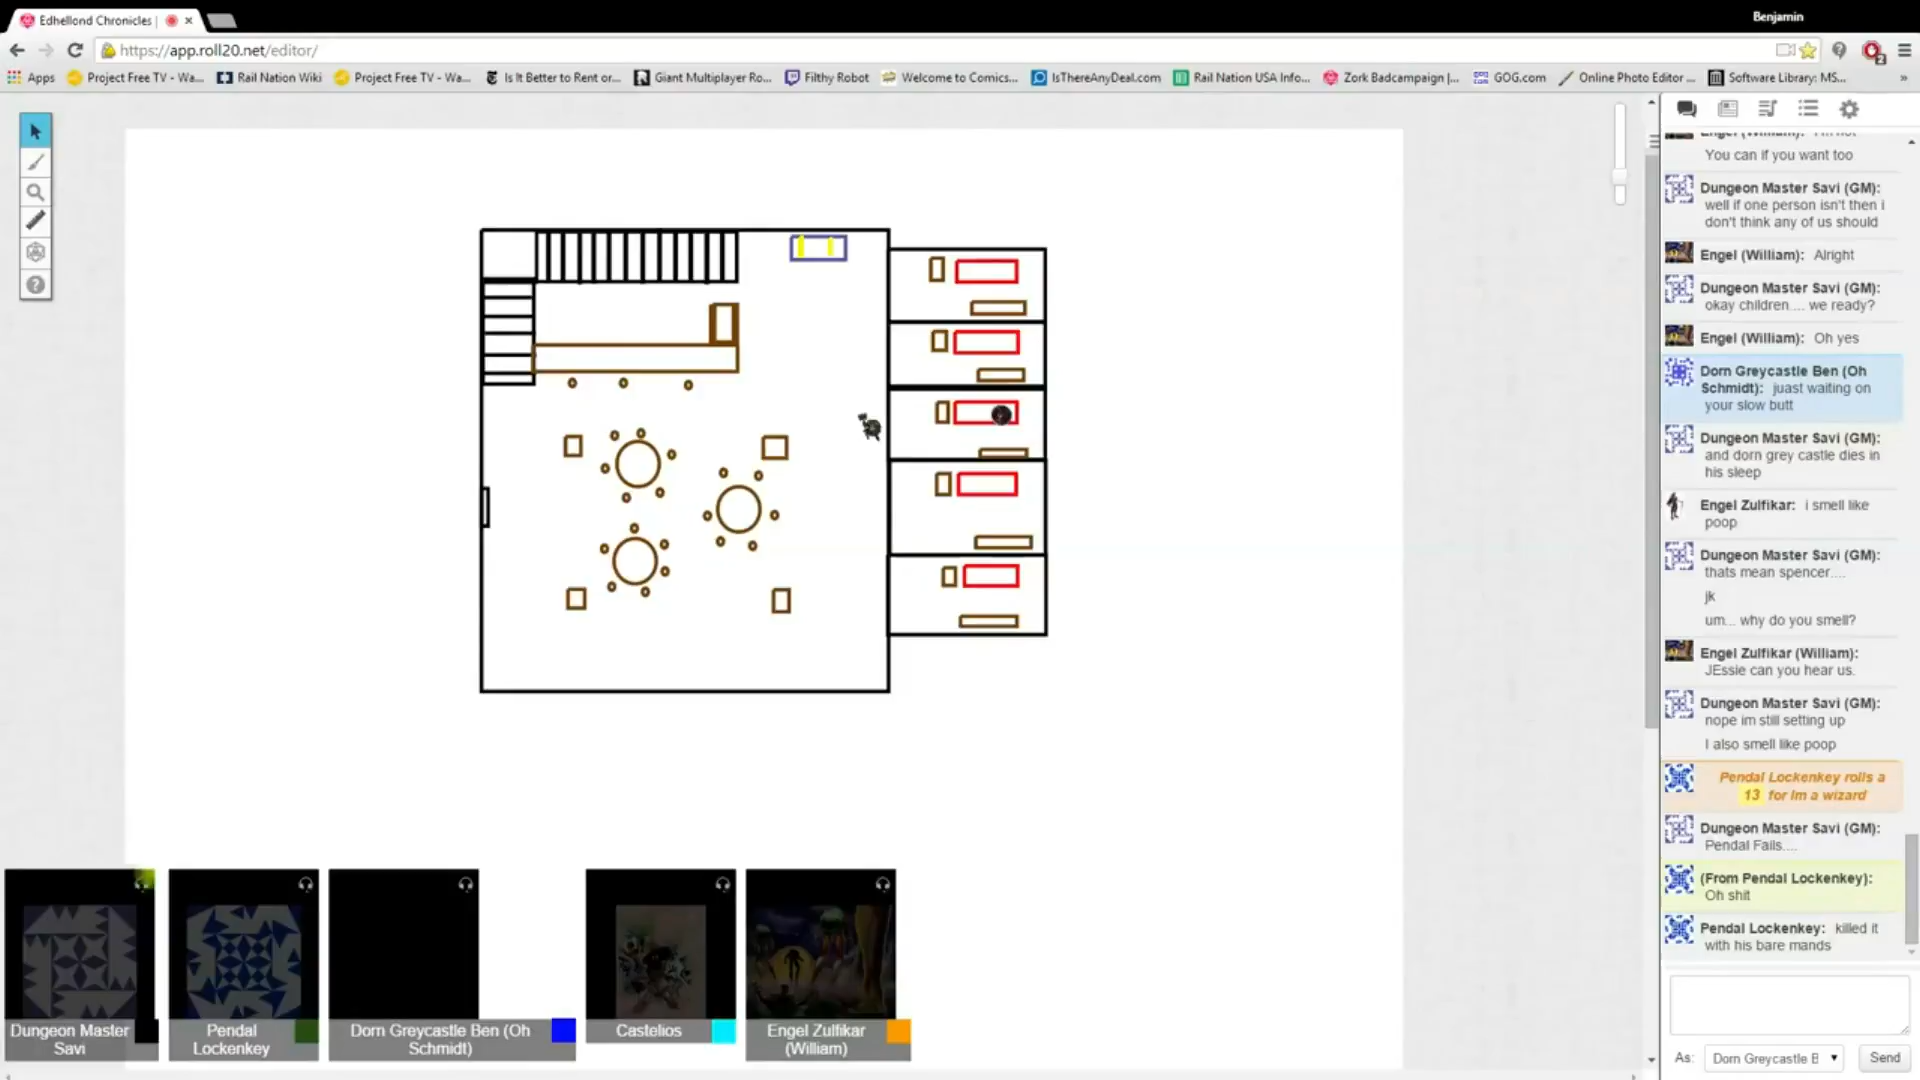 Edhellond Chronicles |
Benjamin
https://app.roll20.net/editor/
Apps
Project Free TV - Wa...
Rail Nation Wiki
Project Free TV - Wa...
Is It Better to Rent or...
Giant Multiplayer Ro...
Filthy Robot
Welcome to Comics...
IsThereAnyDeal.com
Rail Nation USA Info...
Zork Badcampaign |...
GOG.com
Online Photo Editor ...
Software Library: MS...
»
Engel (William):
You can if you want too
Dungeon Master Savi (GM):
well if one person isn't then i
don't think any of us should
Engel (William): Alright
Dungeon Master Savi (GM):
okay children.... we ready?
Engel (William): Oh yes
Dorn Greycastle Ben (Oh
Schmidt): juast waiting on
your slow butt
Dungeon Master Savi (GM):
and dorn grey castle dies in
his sleep
Engel Zulfikar: i smell like
poop
Dungeon Master Savi (GM):
thats mean spencer....
jk
um... why do you smell?
Engel Zulfikar (William):
JEssie can you hear us.
Dungeon Master Savi (GM):
nope im still setting up
I also smell like poop
Pendal Lockenkey rolls a
13 for Im a wizard
Dungeon Master Savi (GM):
Pendal Fails....
(From Pendal Lockenkey):
Oh shit
Pendal Lockenkey: killed it
with his bare mands
Dungeon Master
Savi
Pendal
Lockenkey
Dorn Greycastle Ben (Oh
Schmidt)
Castelios
Engel Zulfikar
(William)
As: Dorn Greycastle B
Send